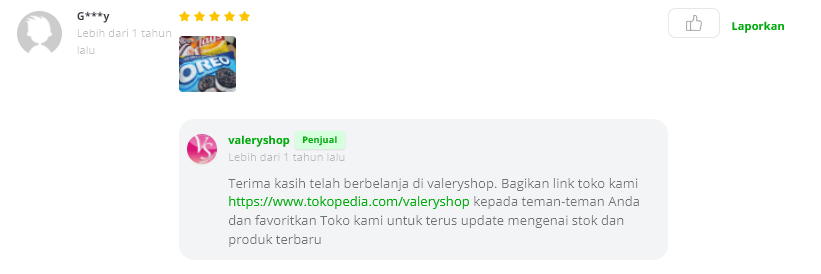 G***y
Lebih dari 1 tahun
lalu
Laporkan
OREO
valeryshop Penjual
Lebih dari 1 tahun lalu
Terima kasih telah berbelanja di valeryshop. Bagikan link toko kami
https://www.tokopedia.com/valeryshop kepada teman-teman Anda
dan favoritkan Toko kami untuk terus update mengenai stok dan
produk terbaru